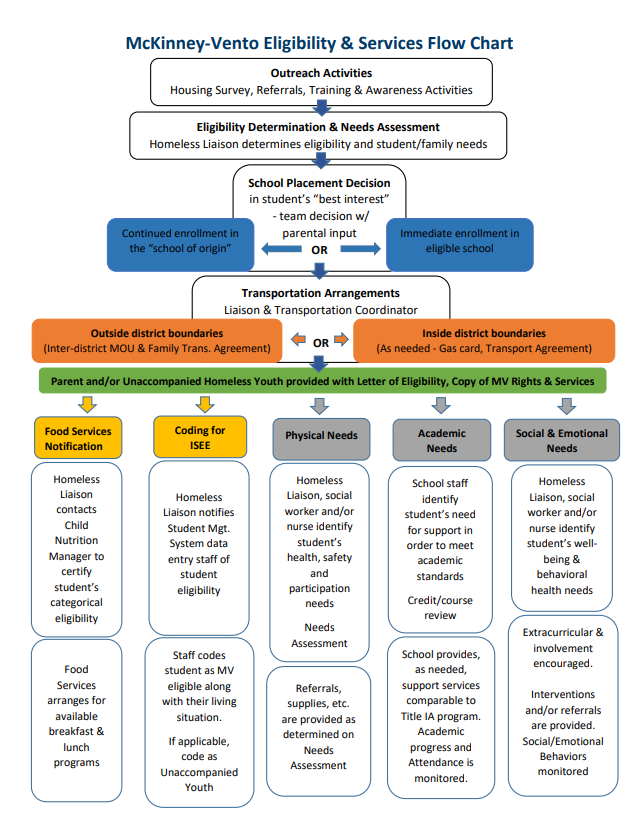 McKinney-Vento Eligibility & Services Flow Chart
Outreach Activities
Housing Survey, Referrals, Training & Awareness Activities
Eligibility Determination & Needs Assessment
Homeless Liaison determines eligibility and student/family needs
School Placement Decision
in student's "best interest"
- team decision w/
parental input
OR
Continued enrollment in
the "school of origin"
Immediate enrollment in
eligible school
Transportation Arrangements
Liaison & Transportation Coordinator
Outside district boundaries
(Inter-district MOU & Family Trans. Agreement)
OR
Inside district boundaries
(As needed - Gas card, Transport Agreement)
Parent and/or Unaccompanied Homeless Youth provided with Letter of Eligibility, Copy of MV Rights & Services
Food Services
Notification
Homeless
Liaison
contacts
Child
Nutrition
Manager to
certify
student's
categorical
eligibility
Food
Services
arranges for
available
breakfast &
lunch
programs
Coding for
ISEE
Homeless
Liaison notifies
Student Mgt.
System data
entry staff of
student
eligibility
Staff codes
student as MV
eligible along
with their living
situation.
If applicable,
code as
Unaccompanied
Youth
Physical Needs
Homeless
Liaison, social
worker and/or
nurse identify
student's
health, safety
and
participation
needs
Needs
Assessment
Referrals,
supplies, etc.
are provided as
determined on
Needs
Assessment
Academic
Needs
School staff
identify
student's need
for support in
order to meet
academic
standards
Credit/course
review
School provides,
as needed,
support services
comparable to
Title IA program.
Academic
progress and
Attendance is
monitored.
Social & Emotional
Needs
Homeless
Liaison, social
worker and/or
nurse identify
student's well-
being &
behavioral
health needs
Extracurricular &
involvement
encouraged.
Interventions
and/or referrals
are provided.
Social/Emotional
Behaviors
monitored